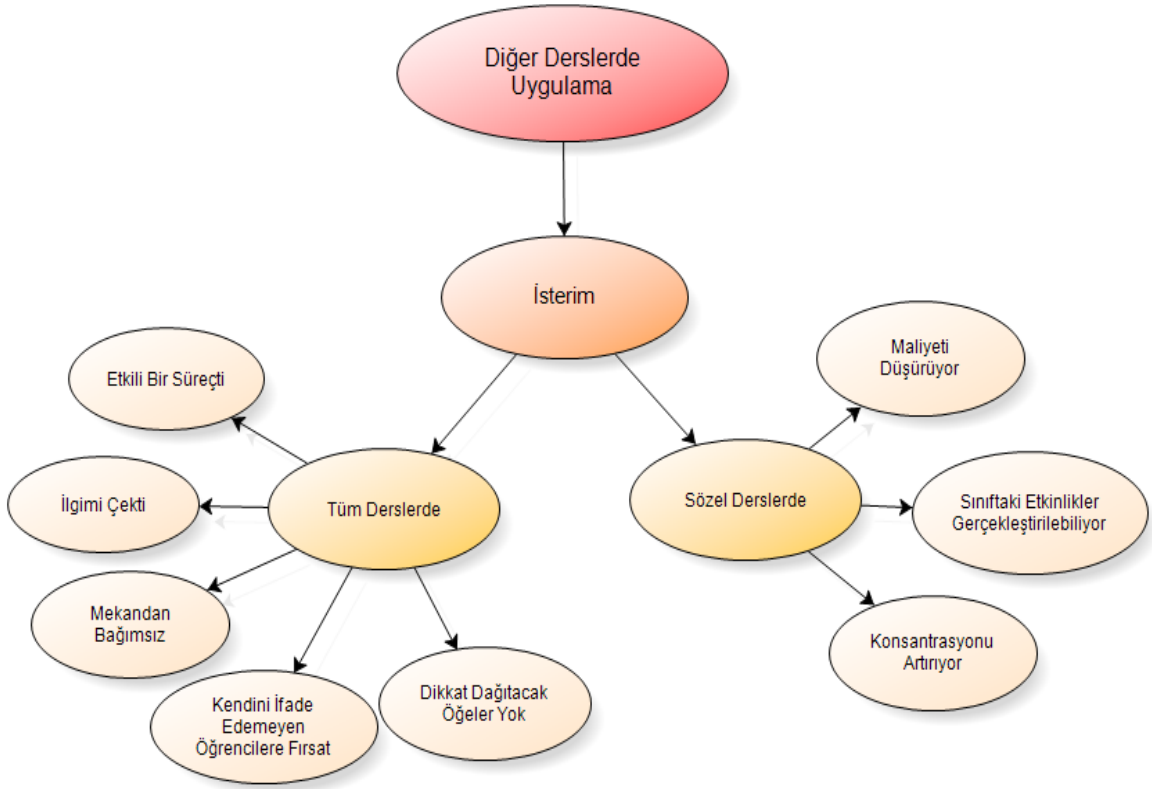 Diğer Derslerde
Uygulama
İsterim
Maliyeti
Düşürüyor
Etkili Bir Süreçti
İlgimi Çekti
Tüm Derslerde
Sözel Derslerde
Sınıftaki Etkinlikler
Gerçekleştirilebiliyor
Mekandan
Bağımsız
Konsantrasyonu
Artırıyor
Kendini İfade
Edemeyen
Öğrencilere Fırsat
Dikkat Dağıtacak
Öğeler Yok